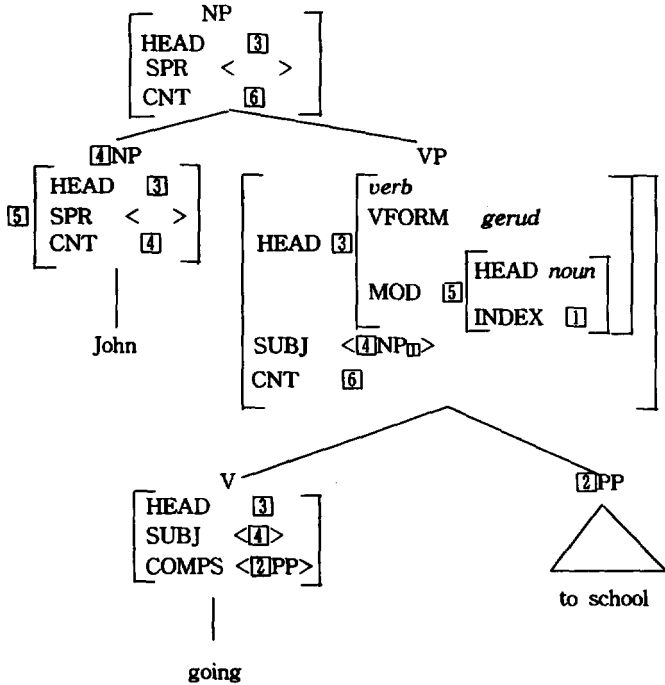 NP
HEAD 3
SPR < >
CNT 6
4NP VP
5 HEAD 3
SPR < >
CNT 4
John
HEAD 3 verb
VFORM gerud
MOD 5 HEAD noun
INDEX 1
SUBJ <4NP1>
CNT 6
V 2PP
HEAD 3
SUBJ <4>
COMPS <2PP>
to school
going